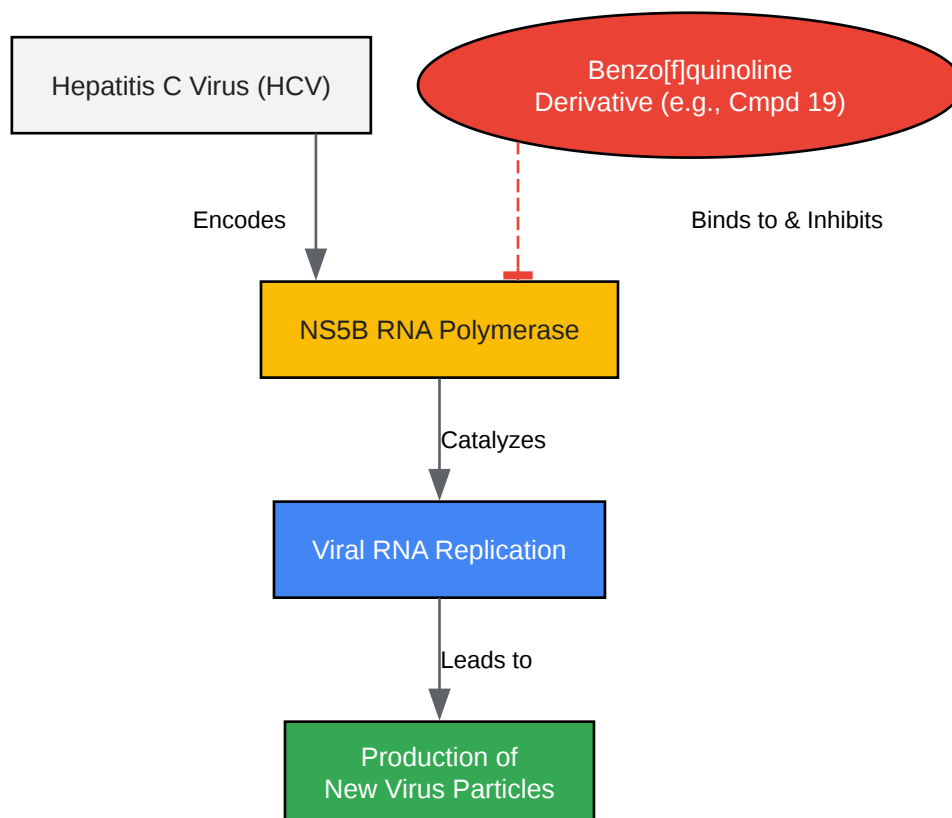 Hepatitis C Virus (HCV)
Benzo[f]quinoline
Derivative (e.g., Cmpd 19)
Encodes
Binds to & Inhibits
NS5B RNA Polymerase
Catalyzes
Viral RNA Replication
Leads to
Production of
New Virus Particles